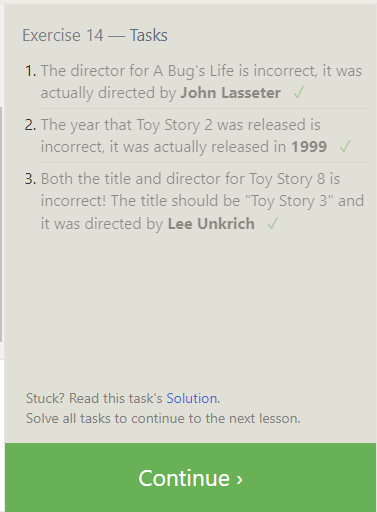 Exercise 14 — Tasks
1. The director for A Bug's Life is incorrect, it was
actually directed by John Lasseter ✓
2. The year that Toy Story 2 was released is
incorrect, it was actually released in 1999 ✓
3. Both the title and director for Toy Story 8 is
incorrect! The title should be "Toy Story 3" and
it was directed by Lee Unkrich ✓
Stuck? Read this task's Solution.
Solve all tasks to continue to the next lesson.
Continue ›